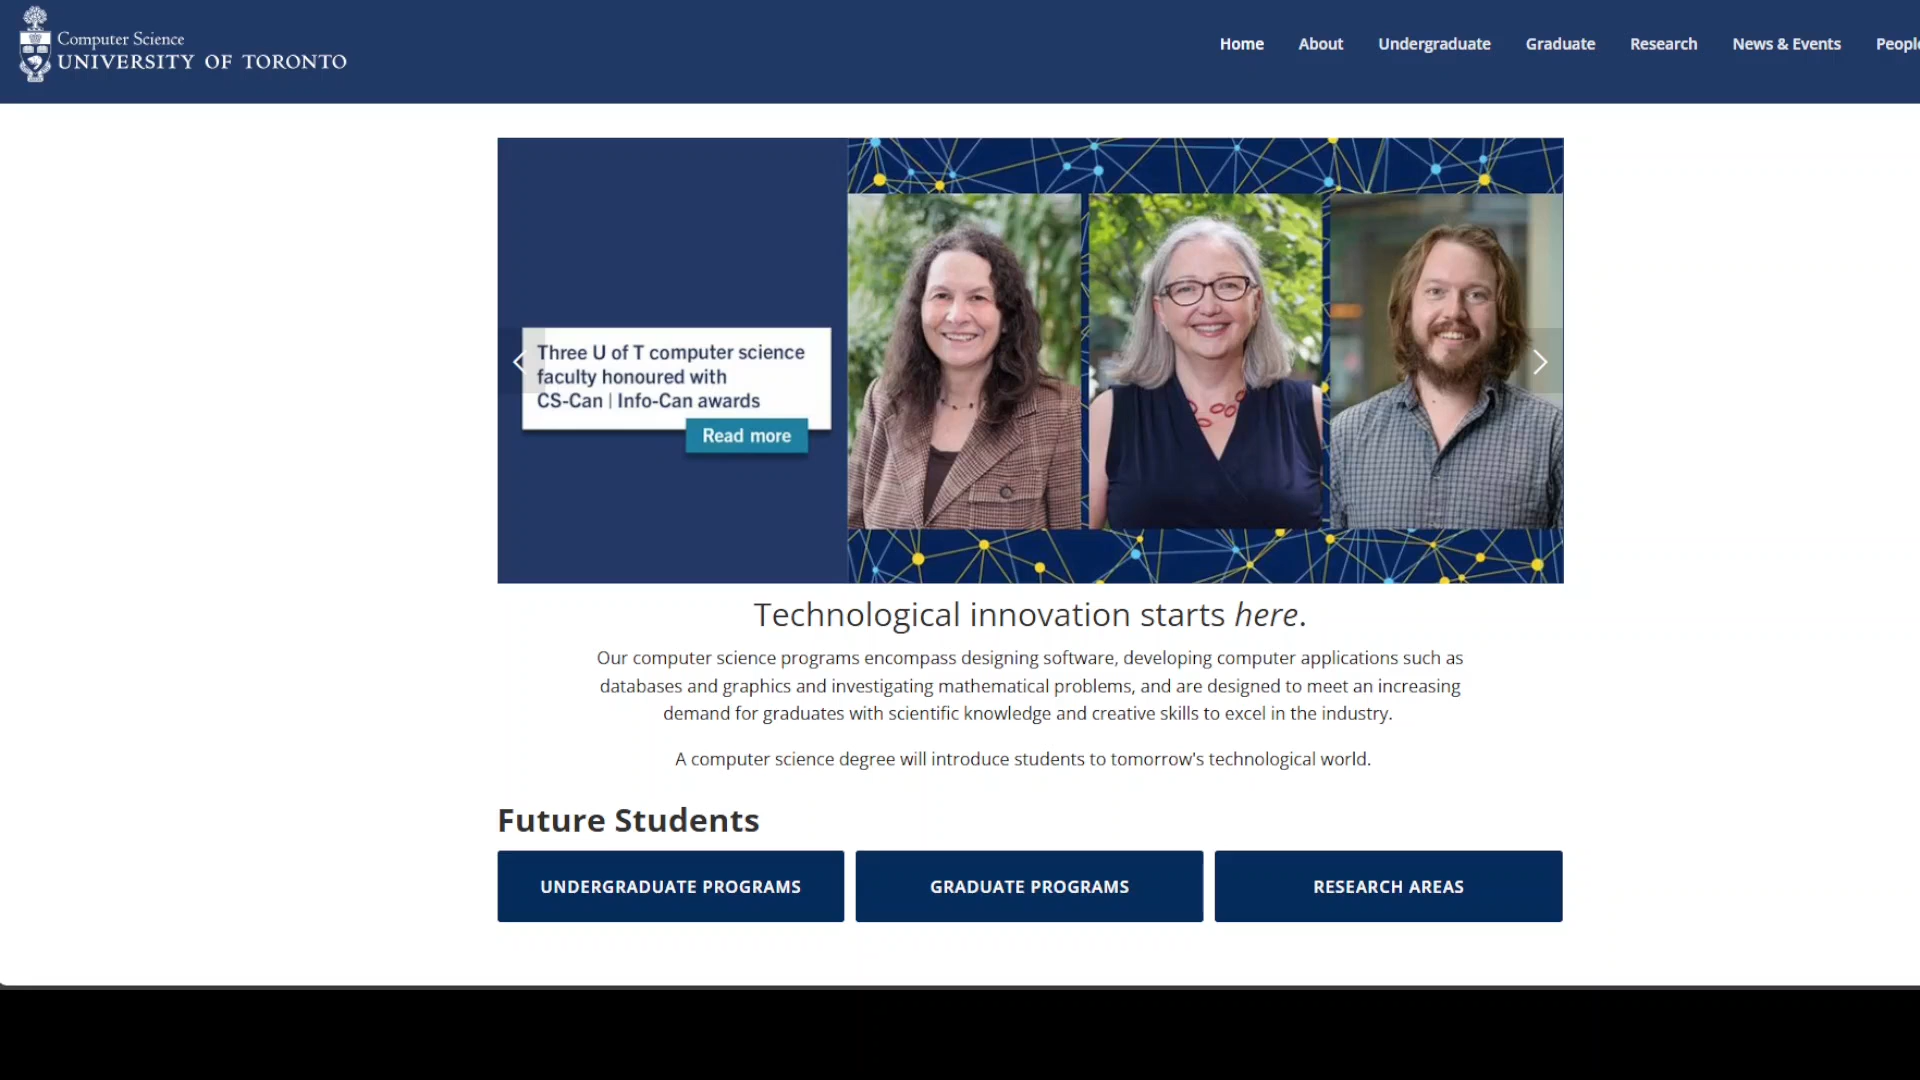 Computer Science
UNIVERSITY OF TORONTO
Home About Undergraduate Graduate Research News & Events
Three U of T computer science
faculty honoured with
CS-Can | Info-Can awards
Read more
Technological innovation starts here.
Our computer science programs encompass designing software, developing computer applications such as
databases and graphics and investigating mathematical problems, and are designed to meet an increasing
demand for graduates with scientific knowledge and creative skills to excel in the industry.
A computer science degree will introduce students to tomorrow's technological world.
Future Students
UNDERGRADUATE PROGRAMS GRADUATE PROGRAMS RESEARCH AREAS